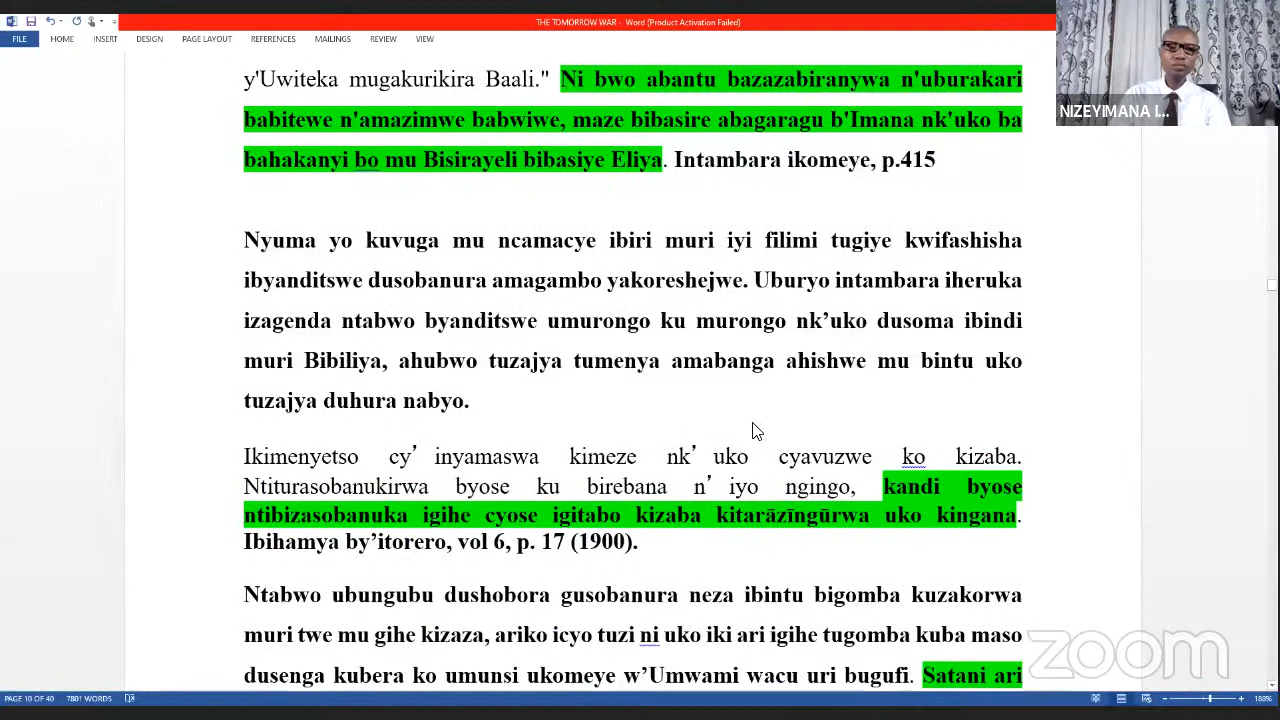 THE TOMORROW WAR - Word (Product Activation Failed)
FILE HOME INSERT DESIGN PAGE LAYOUT REFERENCES MAILINGS REVIEW VIEW
y'Uwiteka mugakurikira Baali." Ni bwo abantu bazazabiranywa n'uburakari
babitewe n'amazimwe babwiwe, maze bibasire abagaragu b'Imana nk'uko ba
bahakanyi bo mu Bisirayeli bibasiye Eliya. Intambara ikomeye, p.415
Nyuma yo kuvuga mu ncamacye ibiri muri iyi filimi tugiye kwifashisha
ibyanditswe dusobanura amagambo yakoreshejwe. Uburyo intambara iheruka
izagenda ntabwo byanditswe umurongo ku murongo nk’uko dusoma ibindi
muri Bibiliya, ahubwo tuzajya tumenya amabanga ahishwe mu bintu uko
tuzajya duhura nabyo.
Ikimenyetso cy’ inyamaswa kimeze nk’ uko cyavuzwe ko kizaba.
Ntiturasobanukirwa byose ku birebana n’ iyo ngingo, kandi byose
ntibizasobanuka igihe cyose igitabo kizaba kitarāzīngūrwa uko kingana.
Ibihamya by’itorero, vol 6, p. 17 (1900).
Ntabwo ubungubu dushobora gusobanura neza ibintu bigomba kuzakorwa
muri twe mu gihe kizaza, ariko icyo tuzi ni uko iki ari igihe tugomba kuba maso
dusenga kubera ko umunsi ukomeye w’Umwami wacu uri bugufi. Satani ari
NIZEYIMANA I...
zoom
PAGE 10 OF 40 7801 WORDS
188%